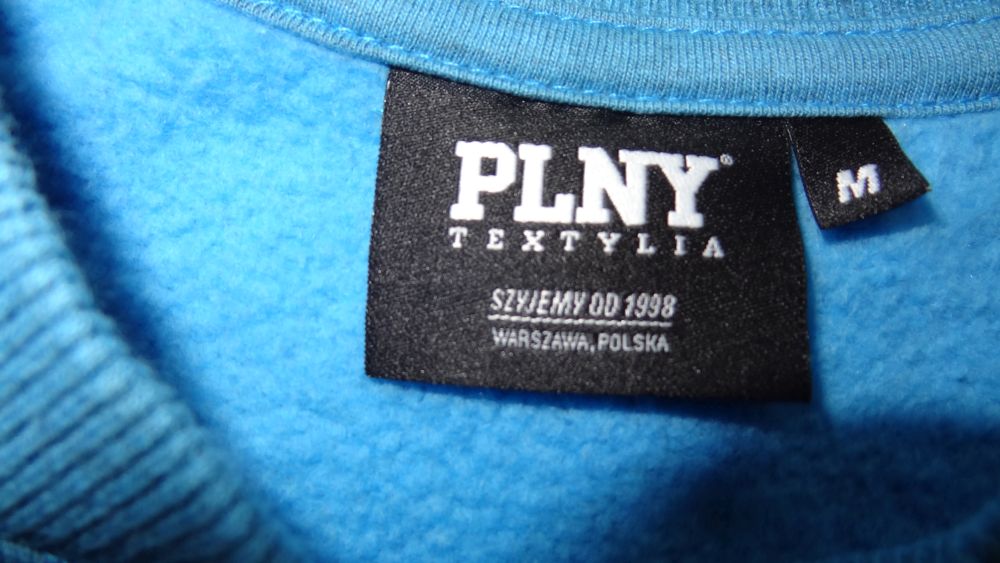 PLNY®
TEXTYLIA
SZYJEMY OD 1998
WARSZAWA, POLSKA
M